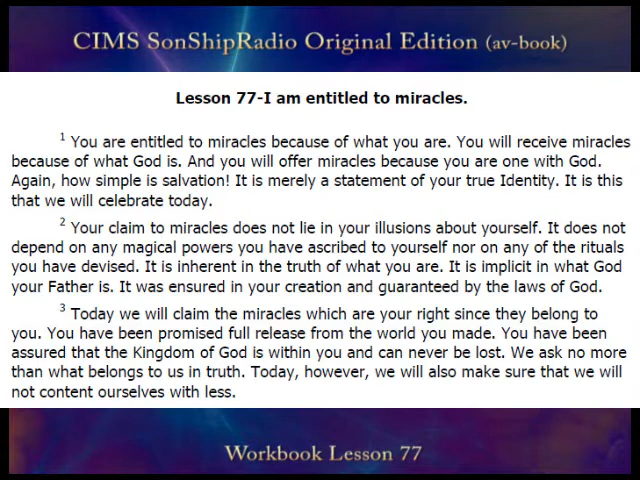 CIMS SonShipRadio Original Edition (av-book)
Lesson 77-I am entitled to miracles.
1 You are entitled to miracles because of what you are. You will receive miracles
because of what God is. And you will offer miracles because you are one with God.
Again, how simple is salvation! It is merely a statement of your true Identity. It is this
that we will celebrate today.
2 Your claim to miracles does not lie in your illusions about yourself. It does not
depend on any magical powers you have ascribed to yourself nor on any of the rituals
you have devised. It is inherent in the truth of what you are. It is implicit in what God
your Father is. It was ensured in your creation and guaranteed by the laws of God.
3 Today we will claim the miracles which are your right since they belong to
you. You have been promised full release from the world you made. You have been
assured that the Kingdom of God is within you and can never be lost. We ask no more
than what belongs to us in truth. Today, however, we will also make sure that we will
not content ourselves with less.
Workbook Lesson 77